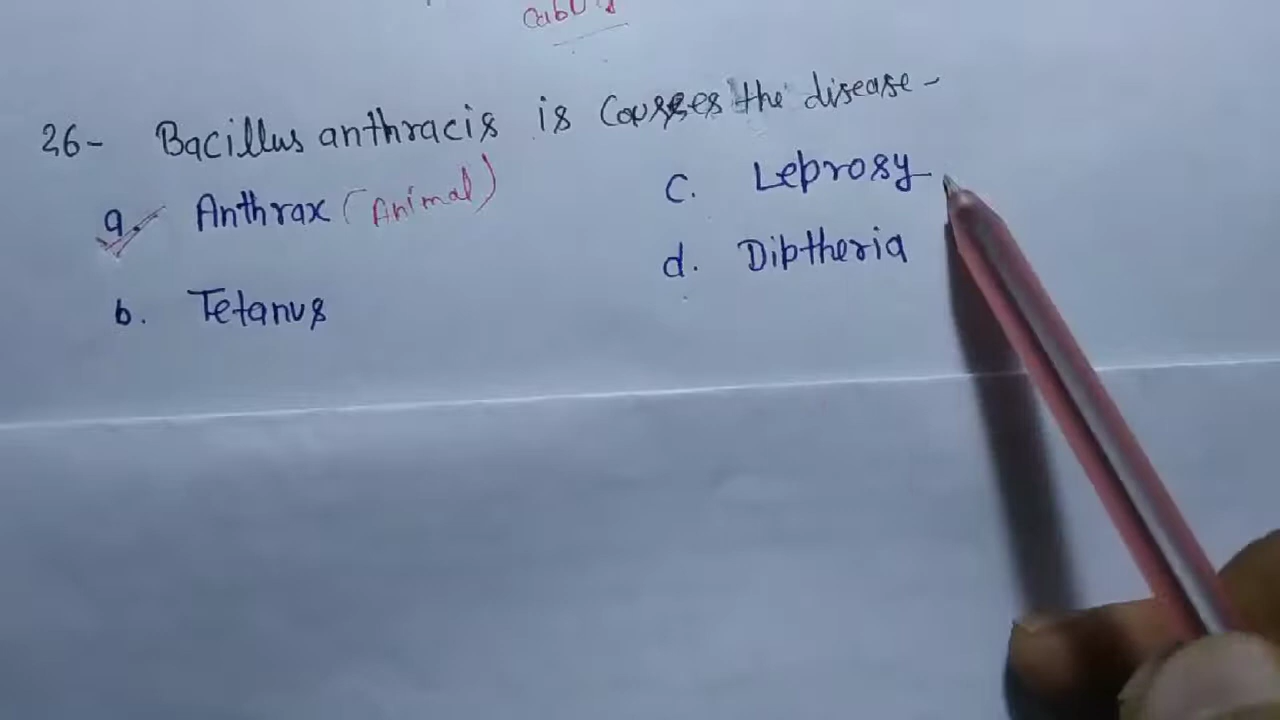 26- Bacillus anthracis is Causes the disease-
a. Anthrax (Animal)
b. Tetanus
c. Leprosy
d. Diptheria